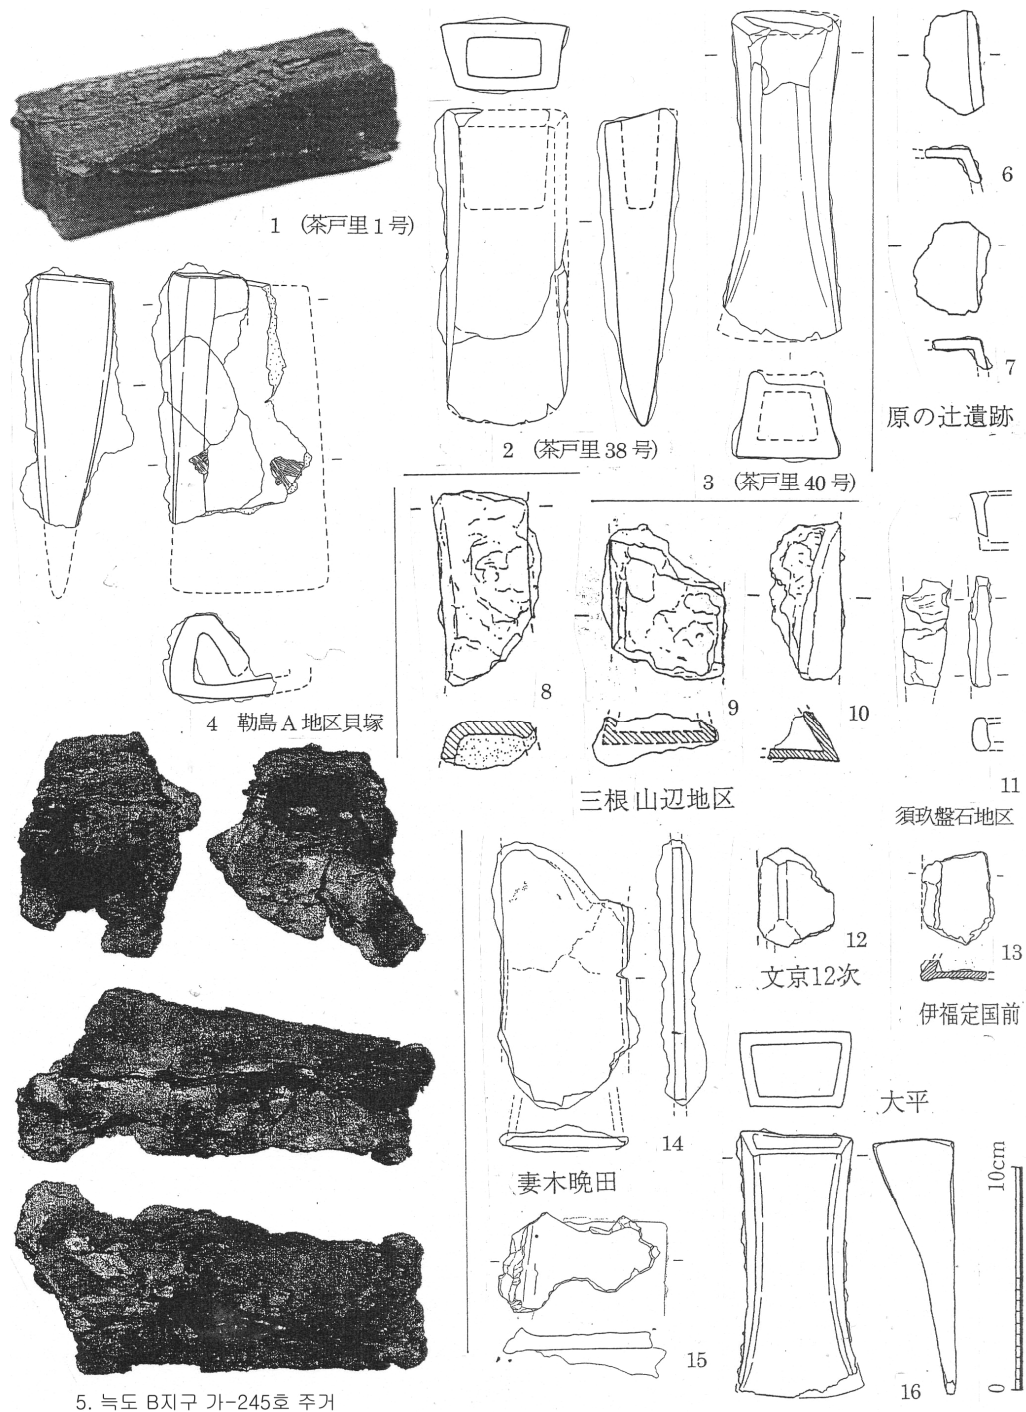 1 (茶戸里1号)
2 (茶戸里38号)
3 (茶戸里40号)
4 勒島A地区貝塚
5. 늑도 B지구 가-245호 주거
6
7
原の辻遺跡
8
9
10
三根山辺地区
11
須玖盤石地区
12
文京12次
13
伊福定国前
14
妻木晩田
15
大平
16
0
10cm